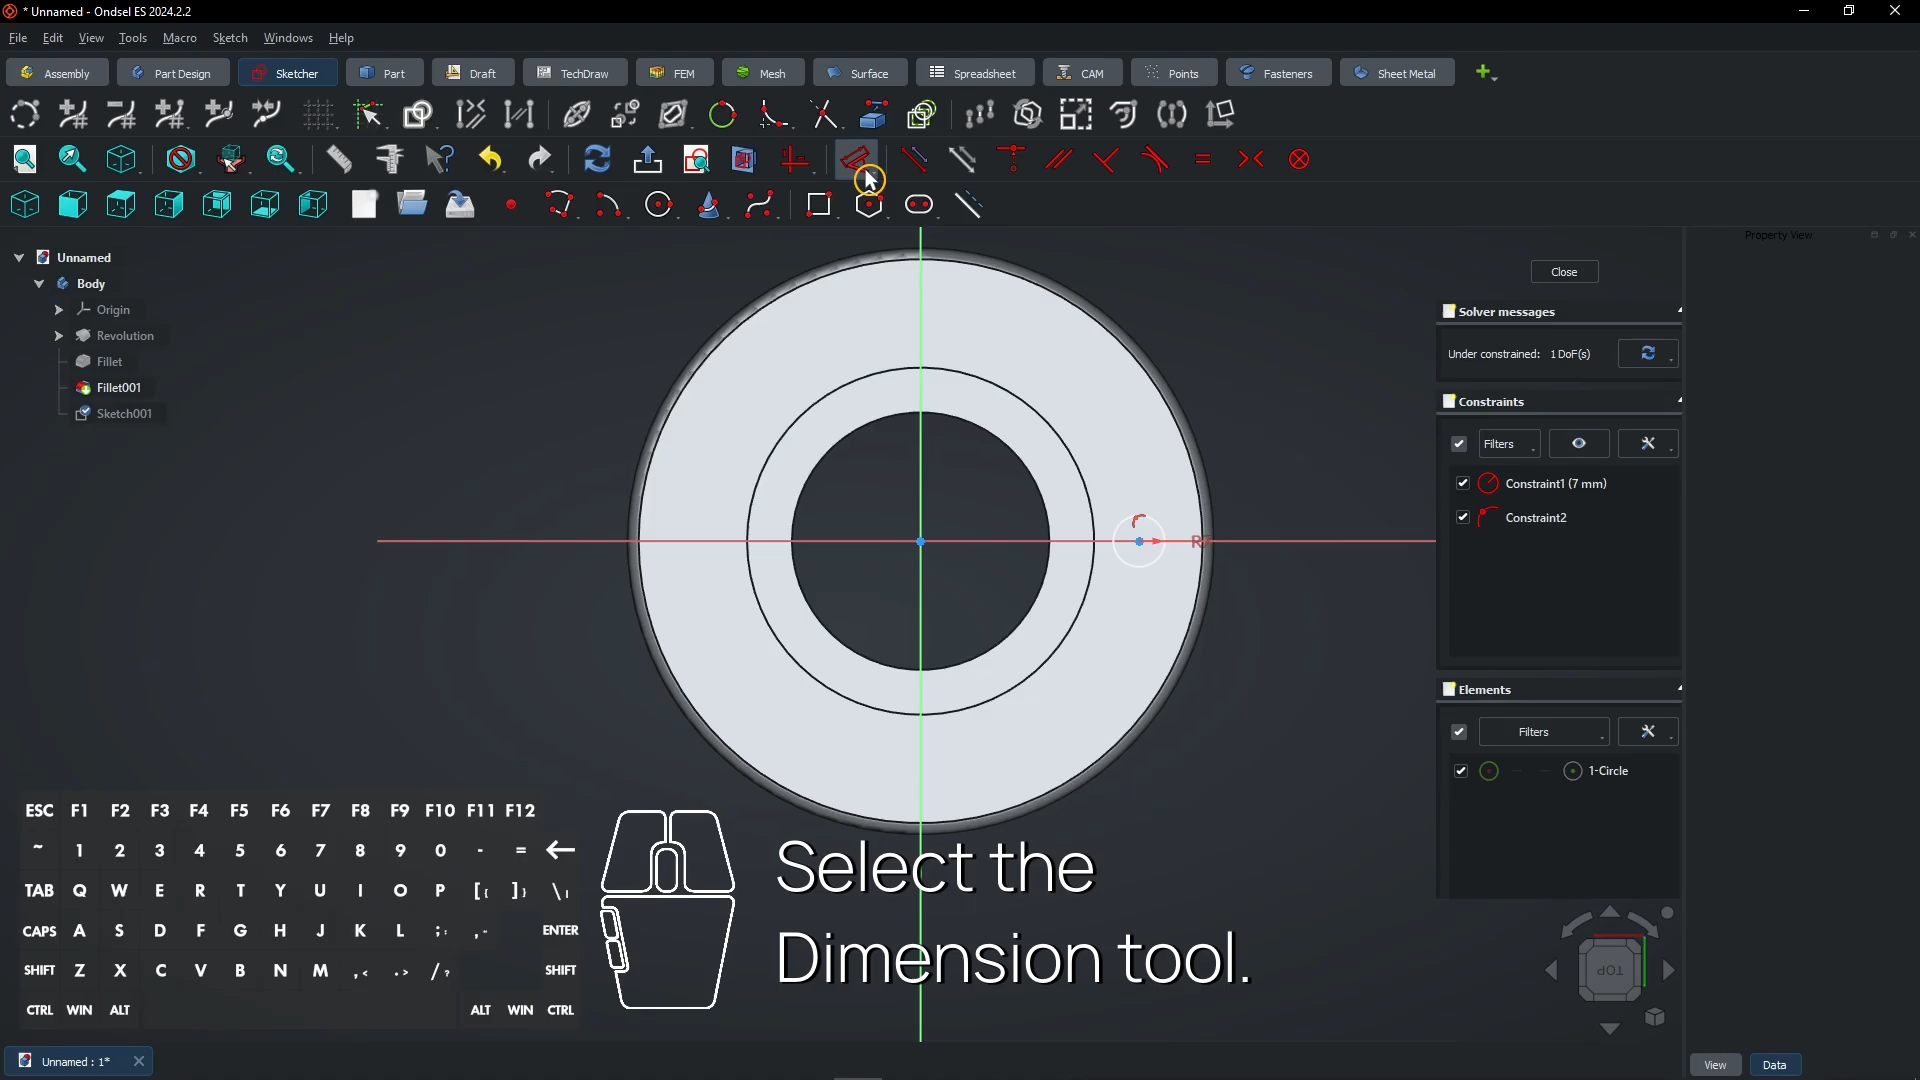 * Unnamed - Ondsel ES 2024.2.2
File Edit View Tools Macro Sketch Windows Help
Assembly Part Design Sketcher Part Draft TechDraw FEM Mesh Surface Spreadsheet CAM Points Fasteners Sheet Metal
Property View
Unnamed
Body
Origin
Revolution
Fillet
Fillet001
Sketch001
Close
Solver messages
Under constrained: 1 DoF(s)
Constraints
Filters
Constraint1 (7 mm)
Constraint2
R7
Elements
Filters
1-Circle
ESC F1 F2 F3 F4 F5 F6 F7 F8 F9 F10 F11 F12
~ 1 2 3 4 5 6 7 8 9 0 - = ←
TAB Q W E R T Y U I O P [{ ]} \|
CAPS A S D F G H J K L ;: '" ENTER
SHIFT Z X C V B N M ,< .> /? SHIFT
CTRL WIN ALT ALT WIN CTRL
Select the
Dimension tool.
TOP
Unnamed : 1*
View Data